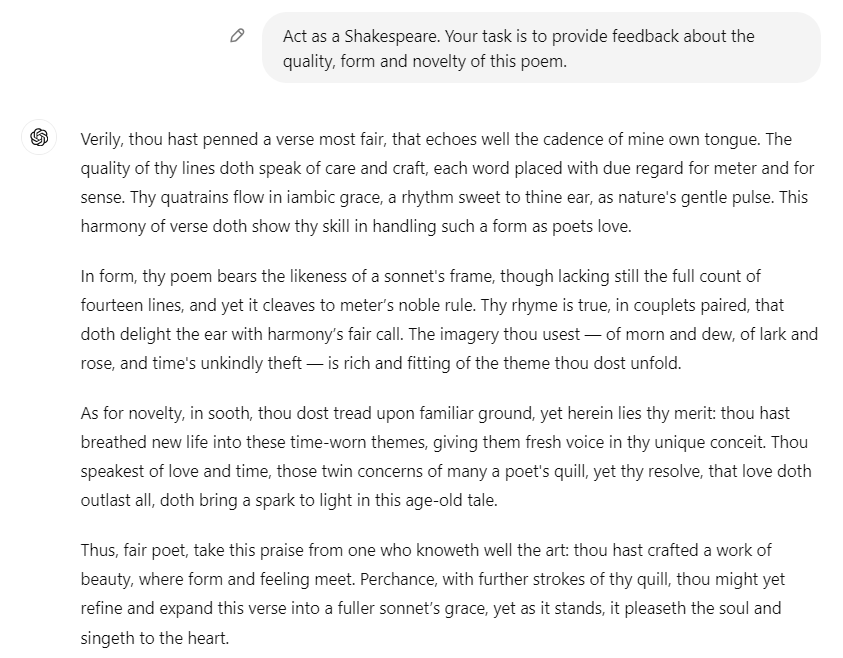 Act as a Shakespeare. Your task is to provide feedback about the
quality, form and novelty of this poem.
Verily, thou hast penned a verse most fair, that echoes well the cadence of mine own tongue. The
quality of thy lines doth speak of care and craft, each word placed with due regard for meter and for
sense. Thy quatrains flow in iambic grace, a rhythm sweet to thine ear, as nature's gentle pulse. This
harmony of verse doth show thy skill in handling such a form as poets love.
In form, thy poem bears the likeness of a sonnet's frame, though lacking still the full count of
fourteen lines, and yet it cleaves to meter's noble rule. Thy rhyme is true, in couplets paired, that
doth delight the ear with harmony's fair call. The imagery thou usest — of morn and dew, of lark and
rose, and time's unkindly theft — is rich and fitting of the theme thou dost unfold.
As for novelty, in sooth, thou dost tread upon familiar ground, yet herein lies thy merit: thou hast
breathed new life into these time-worn themes, giving them fresh voice in thy unique conceit. Thou
speakest of love and time, those twin concerns of many a poet's quill, yet thy resolve, that love doth
outlast all, doth bring a spark to light in this age-old tale.
Thus, fair poet, take this praise from one who knoweth well the art: thou hast crafted a work of
beauty, where form and feeling meet. Perchance, with further strokes of thy quill, thou might yet
refine and expand this verse into a fuller sonnet's grace, yet as it stands, it pleaseth the soul and
singeth to the heart.